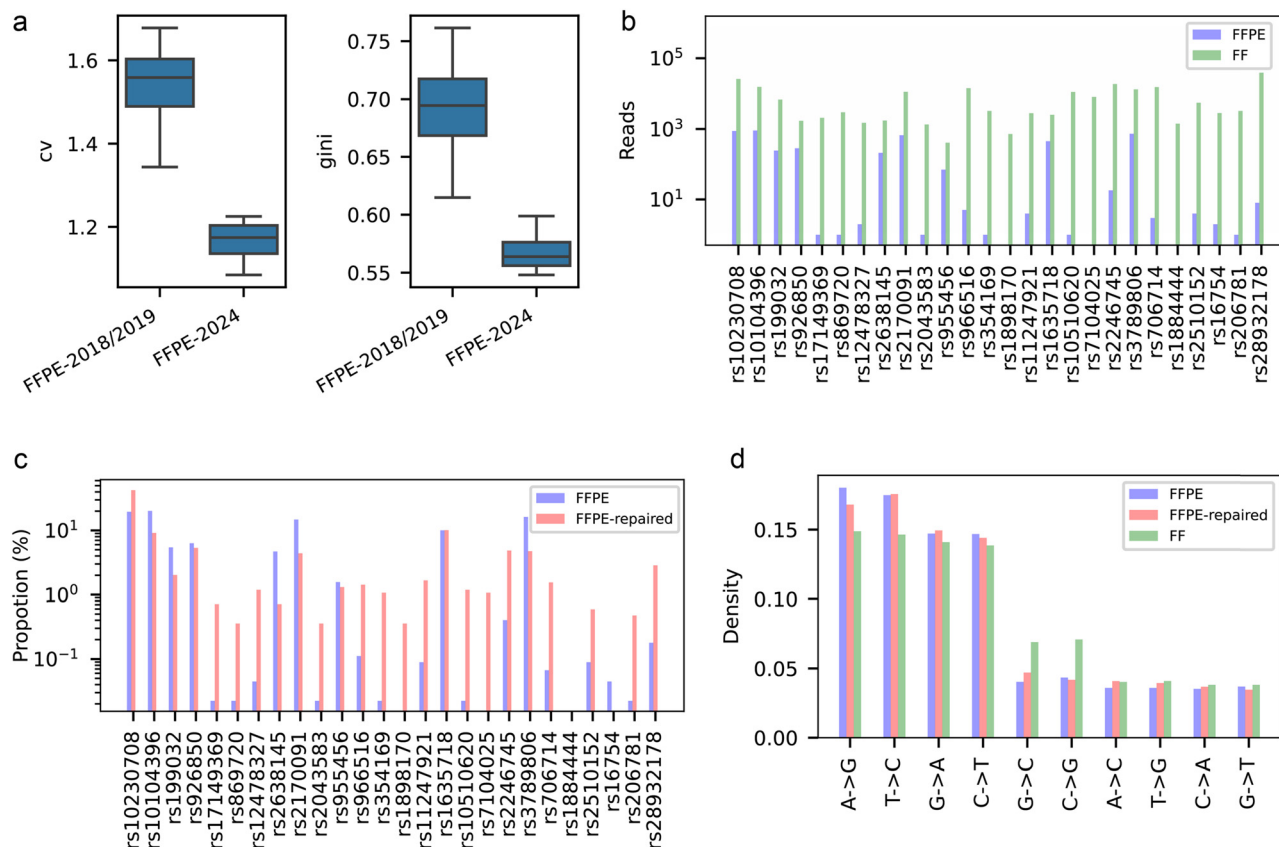 a
cv
1.6
1.4
1.2
FFPE-2018/2019
FFPE-2024
gini
0.75
0.70
0.65
0.60
0.55
FFPE-2018/2019
FFPE-2024
b
Reads
10^5
10^3
10^1
FFPE
FF
rs10230708
rs10104396
rs199032
rs926850
rs17149369
rs869720
rs12478327
rs2638145
rs2170091
rs2043583
rs955456
rs966516
rs354169
rs1898170
rs11247921
rs1635718
rs10510620
rs7104025
rs2246745
rs3789806
rs706714
rs1884444
rs2510152
rs16754
rs206781
rs28932178
c
Propotion (%)
10^1
10^0
10^-1
FFPE
FFPE-repaired
rs10230708
rs10104396
rs199032
rs926850
rs17149369
rs869720
rs12478327
rs2638145
rs2170091
rs2043583
rs955456
rs966516
rs354169
rs1898170
rs11247921
rs1635718
rs10510620
rs7104025
rs2246745
rs3789806
rs706714
rs1884444
rs2510152
rs16754
rs206781
rs28932178
d
Density
0.15
0.10
0.05
0.00
FFPE
FFPE-repaired
FF
A->G
T->C
G->A
C->T
G->C
C->G
A->C
T->G
C->A
G->T